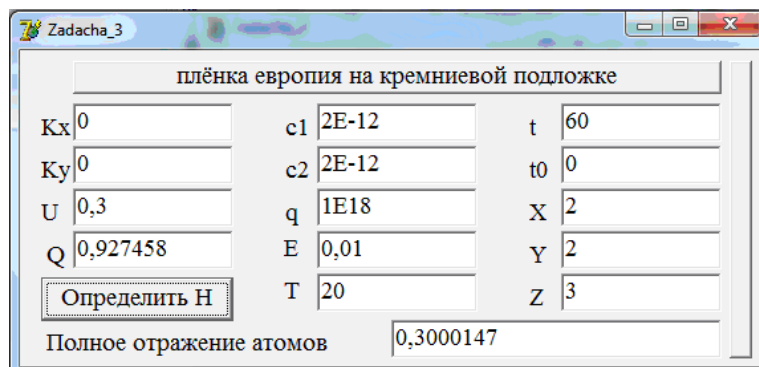 Zadacha_3
плёнка европия на кремниевой подложке
Kx 0 c1 2E-12 t 60
Ky 0 c2 2E-12 t0 0
U 0,3 q 1E18 X 2
Q 0,927458 E 0,01 Y 2
Определить H T 20 Z 3
Полное отражение атомов 0,3000147